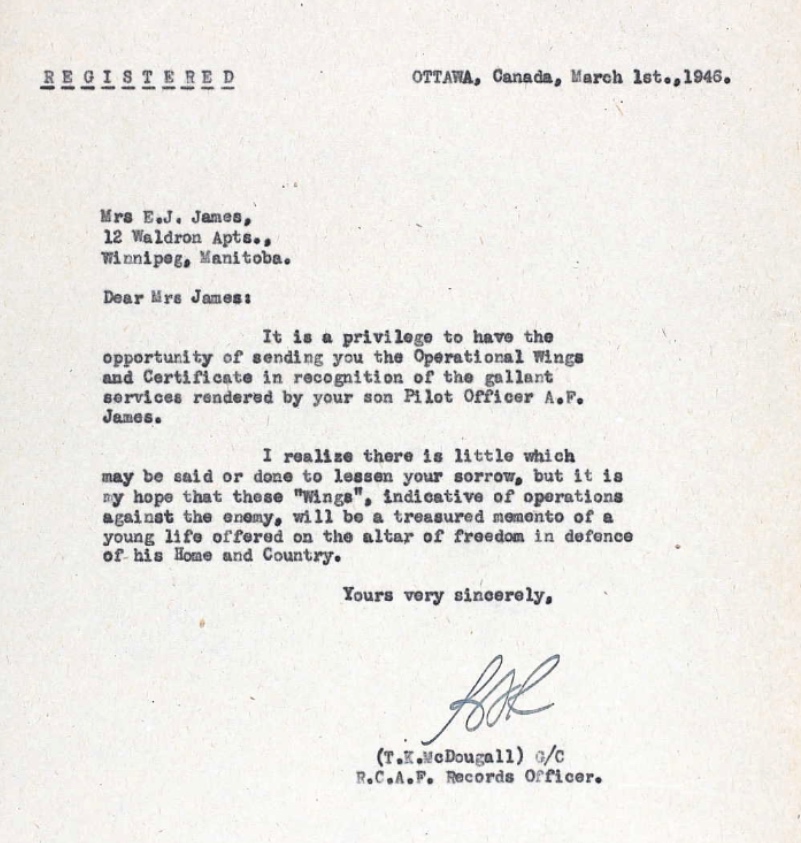 R E G I S T E R E D
OTTAWA, Canada, March 1st.,1946.
Mrs E.J. James,
12 Waldron Apts.,
Winnipeg, Manitoba.
Dear Mrs James:
It is a privilege to have the
opportunity of sending you the Operational Wings
and Certificate in recognition of the gallant
services rendered by your son Pilot Officer A.F.
James.
I realize there is little which
may be said or done to lessen your sorrow, but it is
my hope that these "Wings", indicative of operations
against the enemy, will be a treasured memento of a
young life offered on the altar of freedom in defence
of his Home and Country.
Yours very sincerely,
(T.K.McDougall) G/C
R.C.A.F. Records Officer.